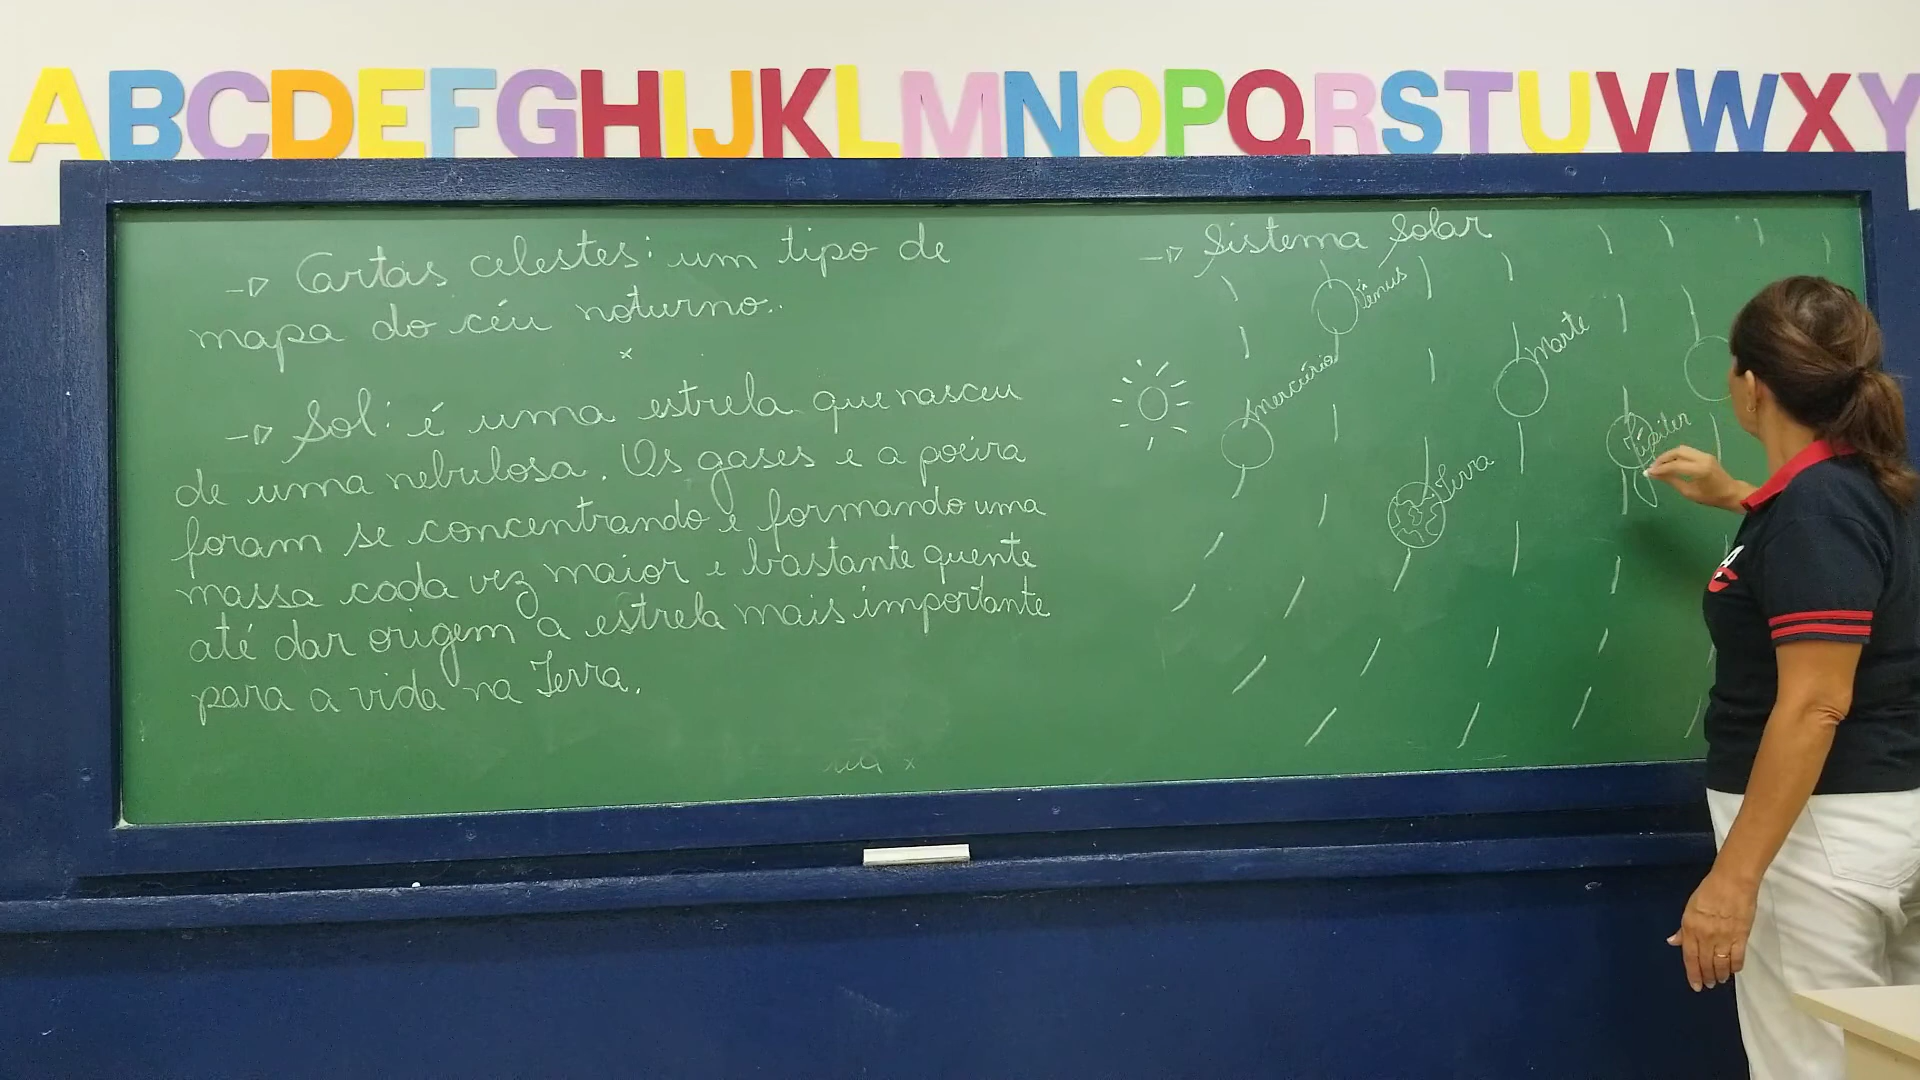 ABCDEFGHIJKLMNOPQRSTUVWXY
→ Cartas celestes: um tipo de
mapa do céu noturno..
x
→ Sol: é uma estrela que nasceu
de uma nebulosa. Os gases e a poeira
foram se concentrando e formando uma
massa cada vez maior e bastante quente
até dar origem a estrela mais importante
para a vida na Terra.
x
→ Sistema Solar
Mercúrio
Vênus
Terra
Marte
Júpiter